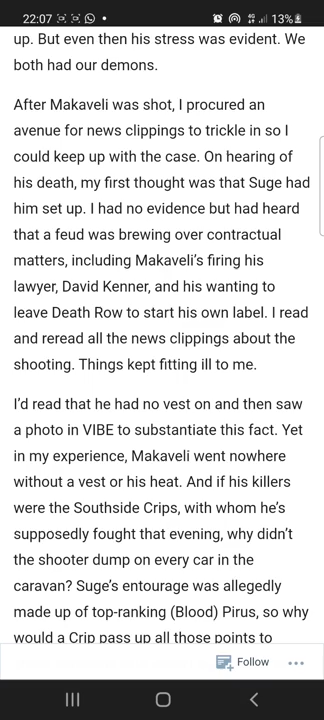 22:07
4G
13%
up. But even then his stress was evident. We
both had our demons.
After Makaveli was shot, I procured an
avenue for news clippings to trickle in so I
could keep up with the case. On hearing of
his death, my first thought was that Suge had
him set up. I had no evidence but had heard
that a feud was brewing over contractual
matters, including Makaveli’s firing his
lawyer, David Kenner, and his wanting to
leave Death Row to start his own label. I read
and reread all the news clippings about the
shooting. Things kept fitting ill to me.
I’d read that he had no vest on and then saw
a photo in VIBE to substantiate this fact. Yet
in my experience, Makaveli went nowhere
without a vest or his heat. And if his killers
were the Southside Crips, with whom he’s
supposedly fought that evening, why didn’t
the shooter dump on every car in the
caravan? Suge’s entourage was allegedly
made up of top-ranking (Blood) Pirus, so why
would a Crip pass up all those points to
Follow